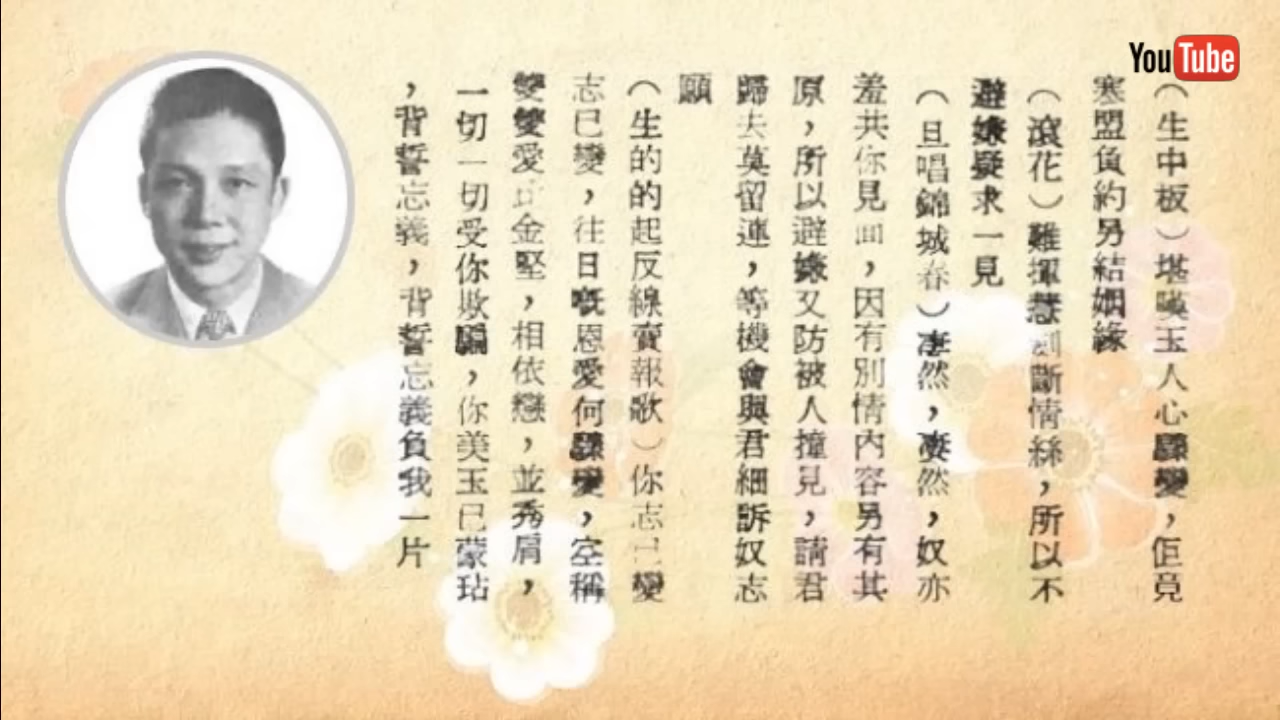 YouTube
(生中板)堪嘆玉人心驟變,佢竟
寒盟負約另結姻緣
(滾花)難揮慧劍斷情絲,所以不
避嫌疑求一見
(旦唱錦城春)凄然,凄然,奴亦
羞共你見面,因有別情內容另有其
原,所以避嫌又防被人撞見,請君
歸去莫留連,等機會與君細訴奴志
願
(生的的起反線賣報歌)你志已變
志已變,往日嘅恩愛何驟變,空稱
雙雙愛比金堅,相依戀,並秀肩,
一切一切受你欺騙,你美玉已蒙玷
,背誓忘義,背誓忘義負我一片